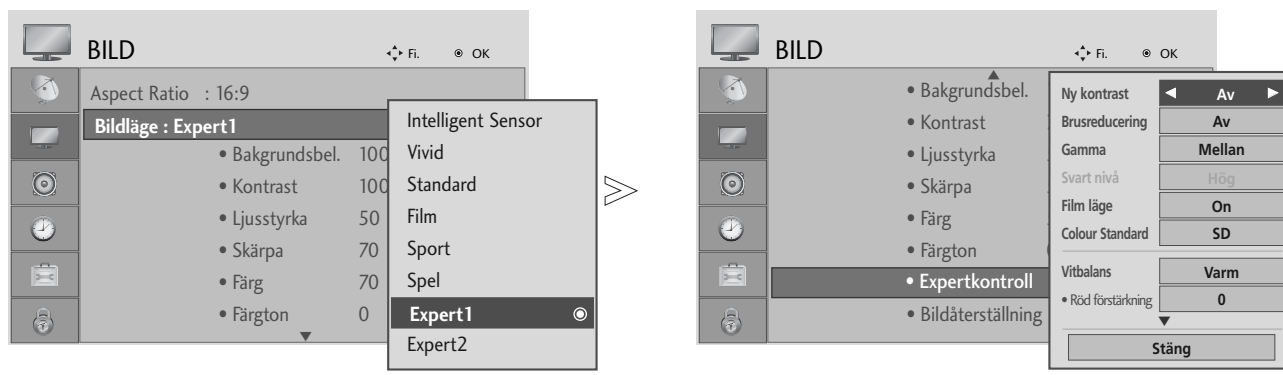 BILD
Fi. OK
Aspect Ratio : 16:9
Bildläge : Expert1
• Bakgrundsbel. 100
• Kontrast 100
• Ljusstyrka 50
• Skärpa 70
• Färg 70
• Färgton 0
Intelligent Sensor
Vivid
Standard
Film
Sport
Spel
Expert1
Expert2
BILD
Fi. OK
• Bakgrundsbel.
• Kontrast
• Ljusstyrka
• Skärpa
• Färg
• Färgton
• Expertkontroll
• Bildåterställning
Ny kontrast Av
Brusreducering Av
Gamma Mellan
Svart nivå Hög
Film läge On
Colour Standard SD
Vitbalans Varm
• Röd förstärkning 0
Stäng